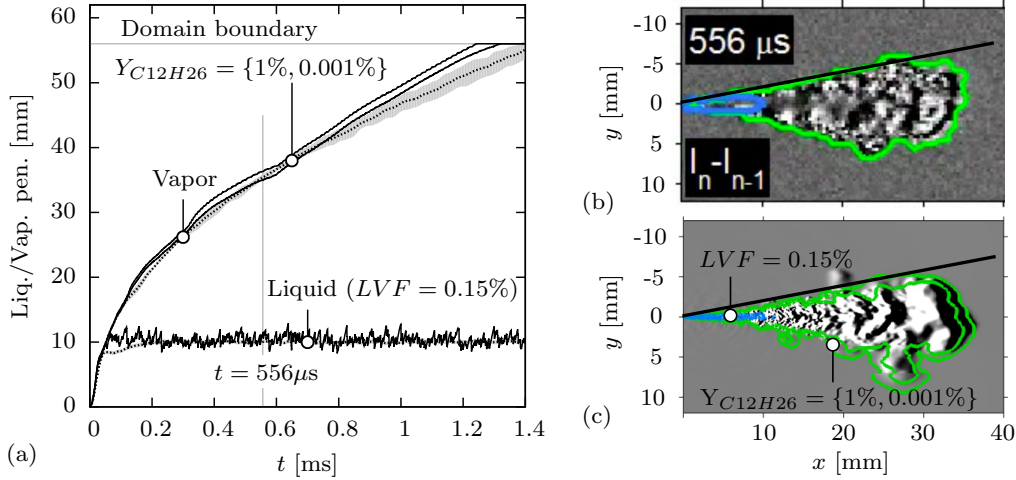 Domain boundary
Y_{C12H26} = {1%, 0.001%}
Vapor
Liquid (LVF = 0.15%)
t = 556μs
Liq./Vap. pen. [mm]
60
50
40
30
20
10
0
0 0.2 0.4 0.6 0.8 1 1.2 1.4
t [ms]
(a)
556 μs
I_n-I_{n-1}
y [mm]
-10
-5
0
5
10
(b)
LVF = 0.15%
Y_{C12H26} = {1%, 0.001%}
y [mm]
-10
-5
0
5
10
10 20 30 40
x [mm]
(c)